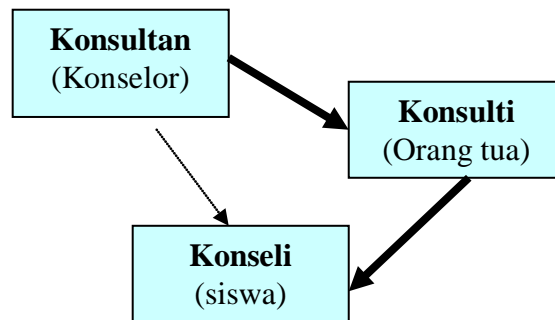 Konsultan
(Konselor)
Konsulti
(Orang tua)
Konseli
(siswa)